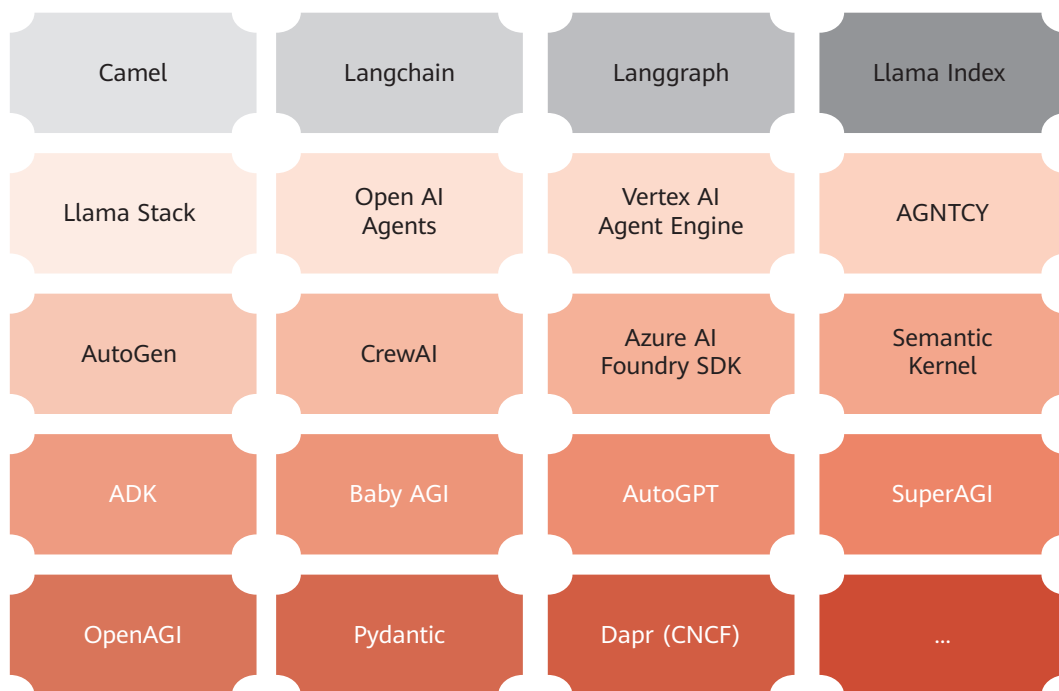 Camel
Langchain
Langgraph
Llama Index
Llama Stack
Open AI
Agents
Vertex AI
Agent Engine
AGNTCY
AutoGen
CrewAI
Azure AI
Foundry SDK
Semantic
Kernel
ADK
Baby AGI
AutoGPT
SuperAGI
OpenAGI
Pydantic
Dapr (CNCF)
...